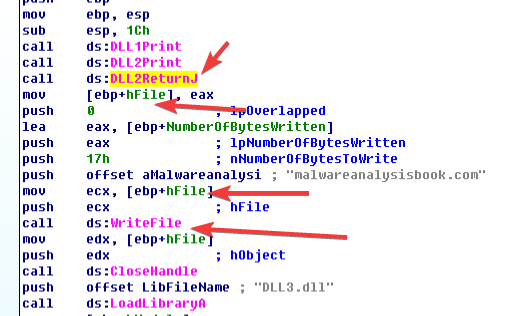 push ebp
mov ebp, esp
sub esp, 1Ch
call ds:DLL1Print
call ds:DLL2Print
call ds:DLL2ReturnJ
mov [ebp+hFile], eax
push 0 ; lpOverlapped
lea eax, [ebp+NumberOfBytesWritten]
push eax ; lpNumberOfBytesWritten
push 17h ; nNumberOfBytesToWrite
push offset aMalwareanalysi ; "malwareanalysisbook.com"
mov ecx, [ebp+hFile]
push ecx ; hFile
call ds:WriteFile
mov edx, [ebp+hFile]
push edx ; hObject
call ds:CloseHandle
push offset LibFileName ; "DLL3.dll"
call ds:LoadLibraryA